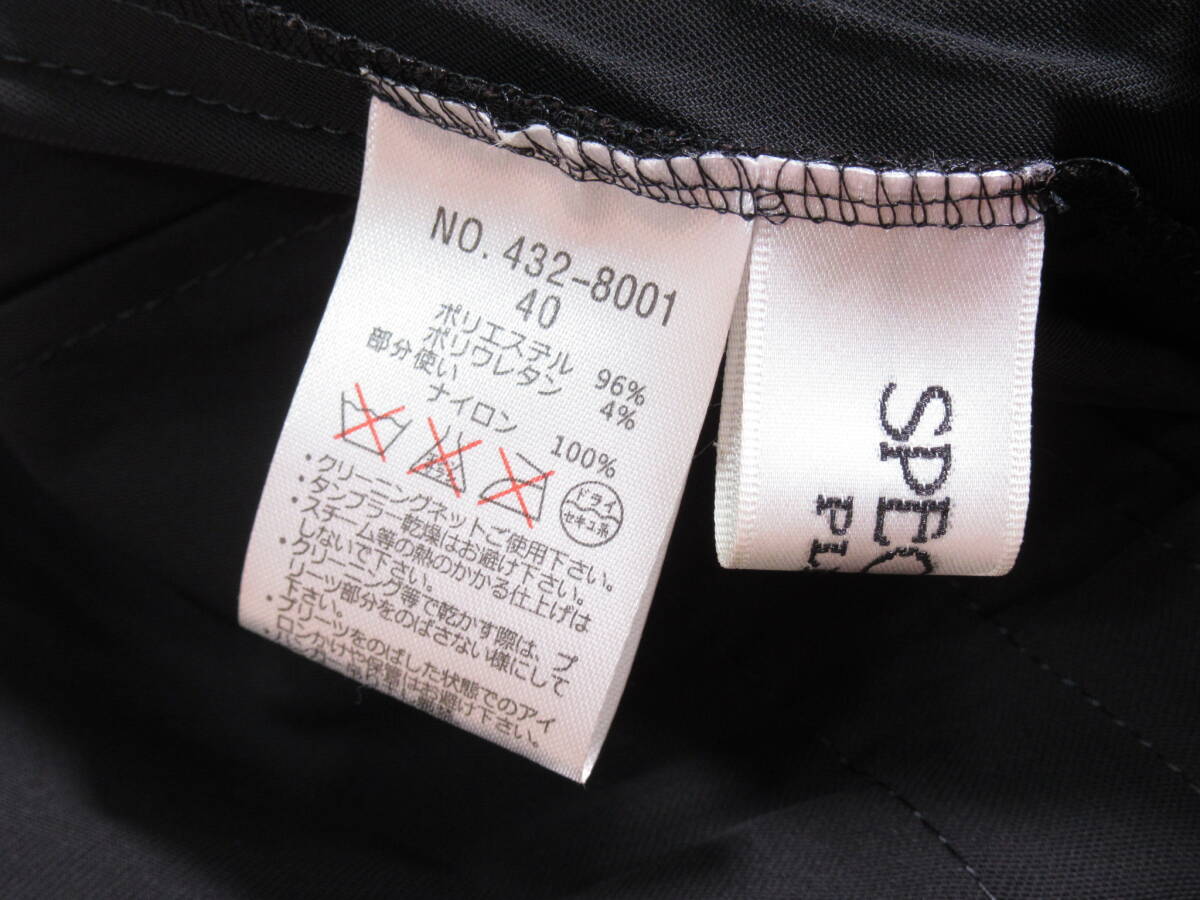 NO. 432-8001
40
ポリエステル 96%
ポリウレタン 4%
部分使い
ナイロン 100%
ドライ
セキユ系
・クリーニングネットご使用下さい。
・タンブラー乾燥はお避け下さい。
スチーム等の熱のかかる仕上げは
しないで下さい。
・クリーニング等で乾かす際は、プ
リーツ部分をのばさない様にして
下さい。
・プリーツをのばした状態でのアイ
ロンかけや保管はお避け下さい。
SPEC
PL